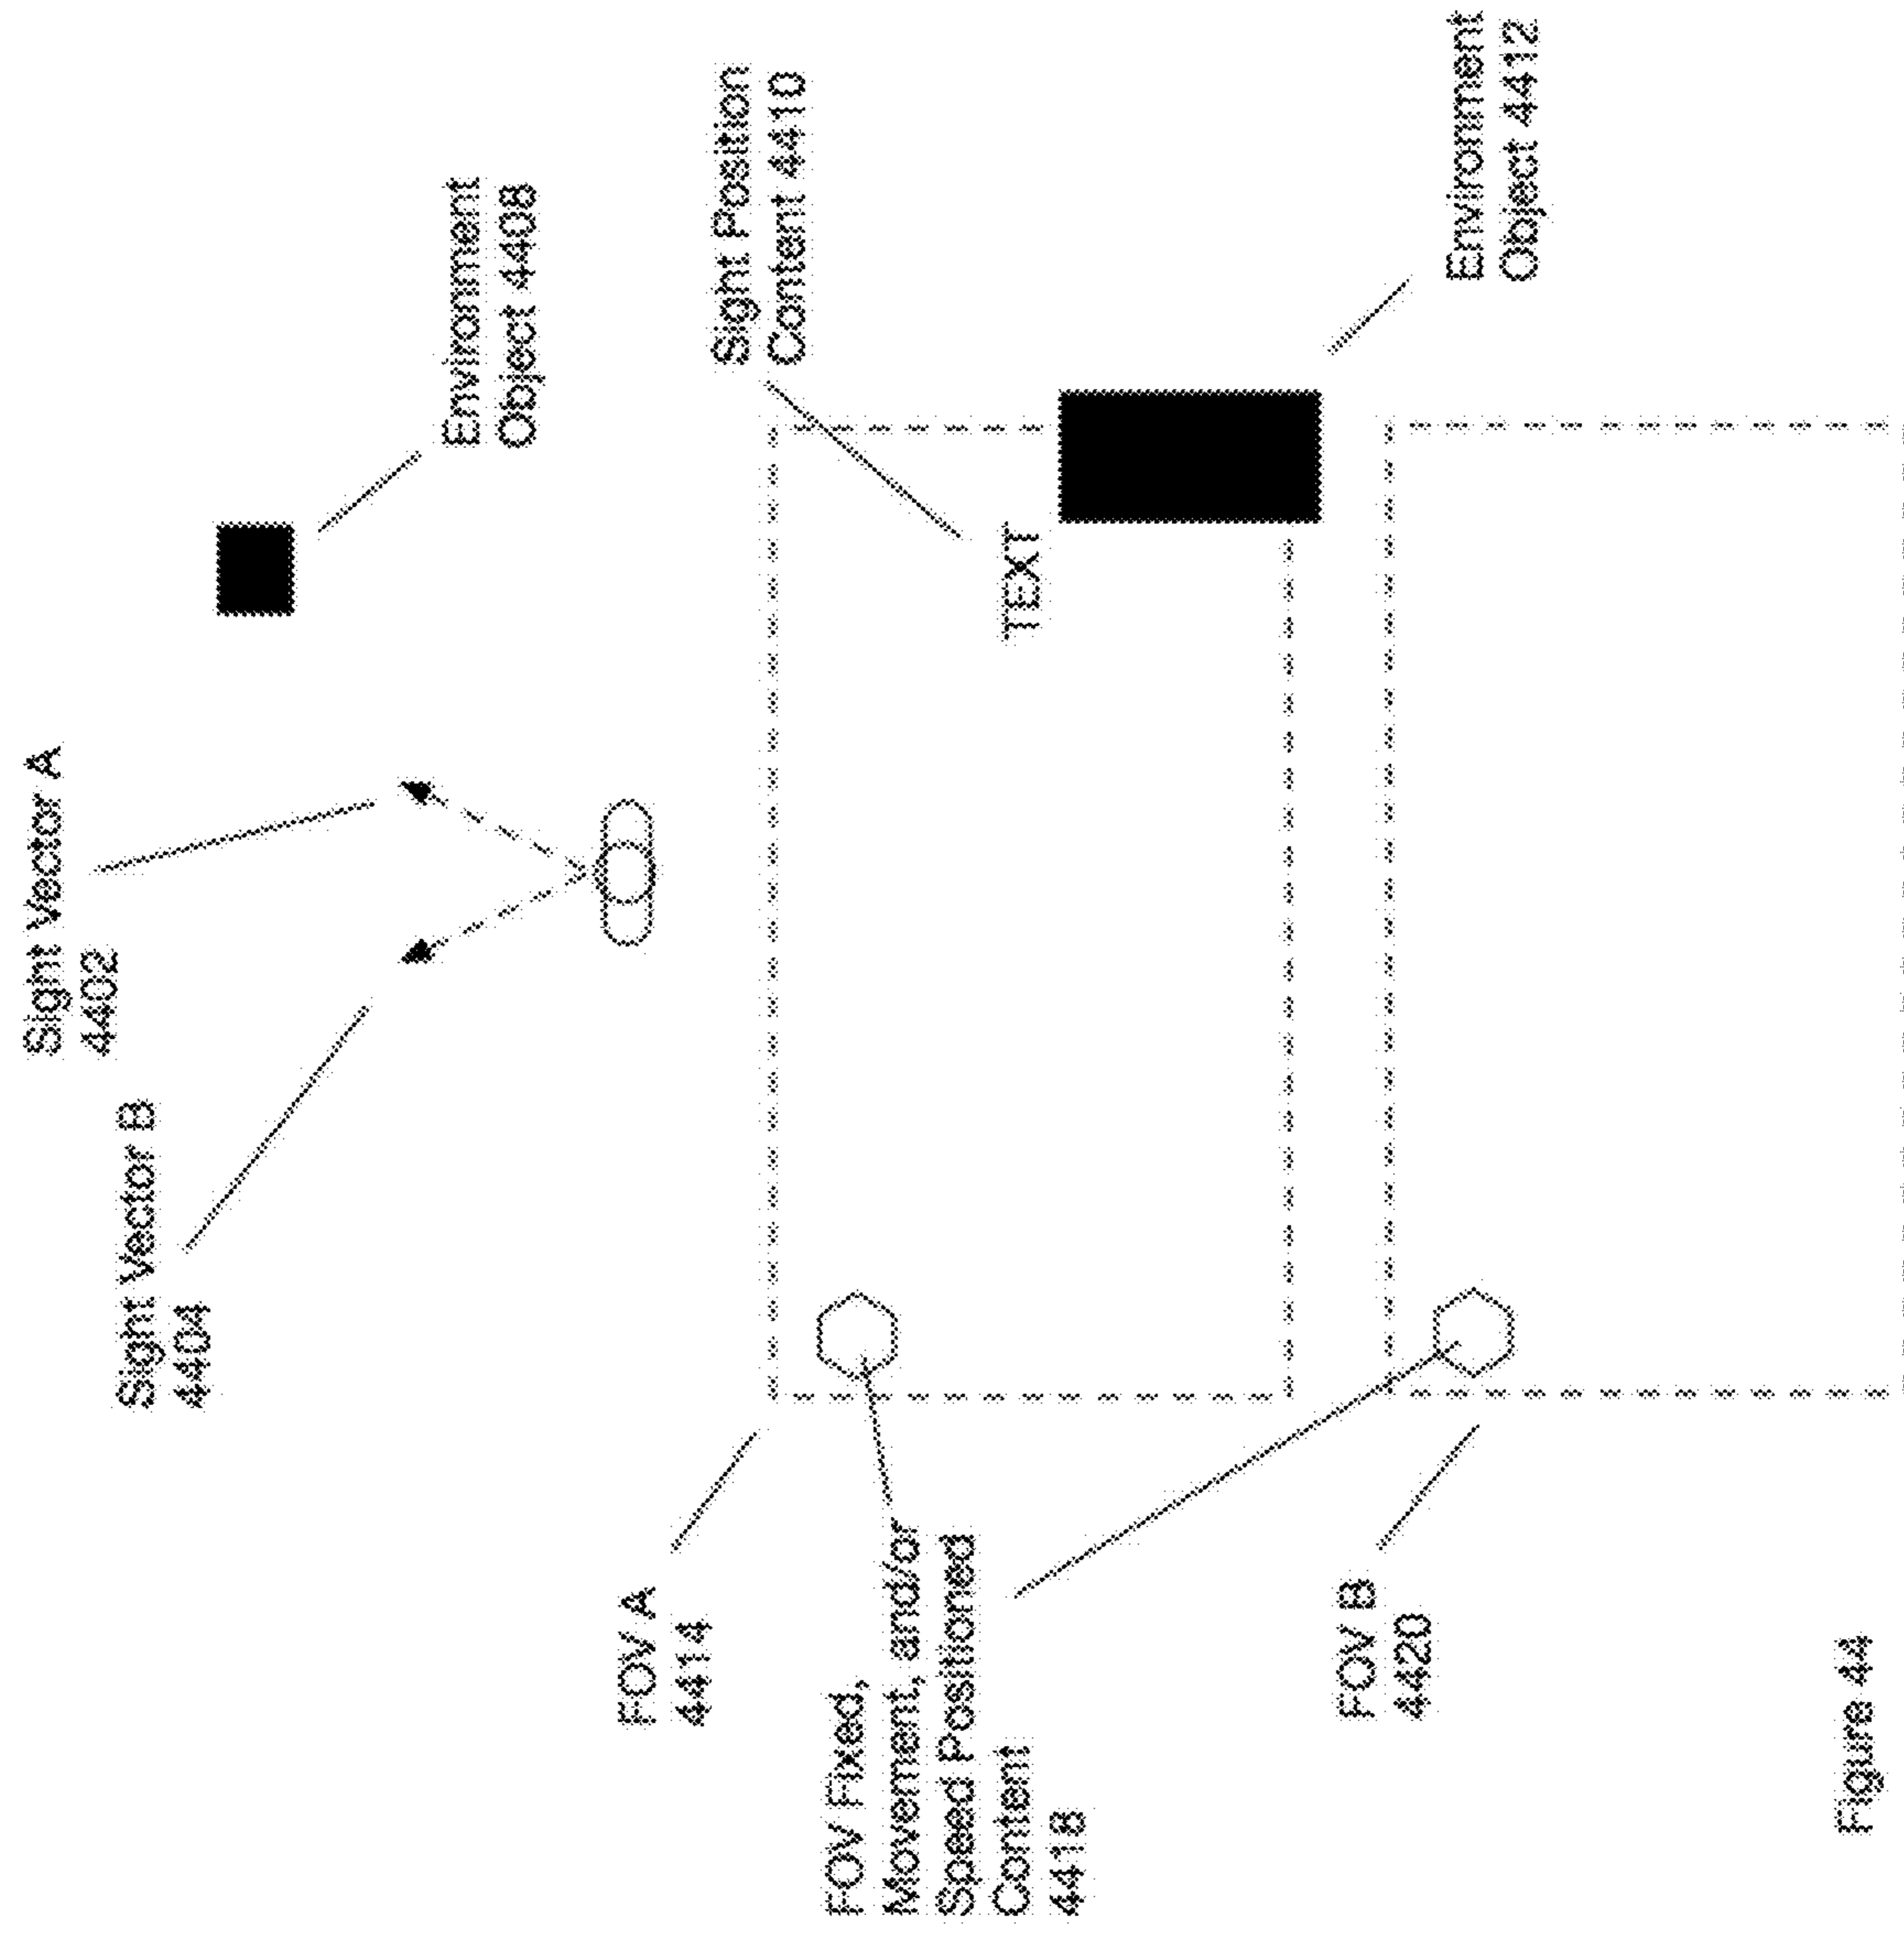 Sight Vector A
4402
Sight Vector B
4404
Environment
Object 4408
FOV A
4414
Sight Position
Content 4410
TEXT
FOV Fixed,
Movement, and/or
Speed Positioned
Content
4418
Environment
Object 4412
FOV B
4420
Figure 44